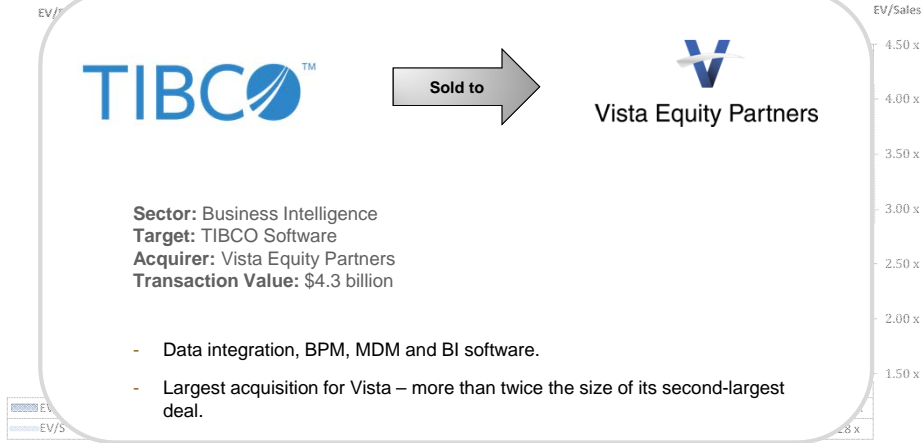 EV/Sales
TIBCO™
Sold to
Vista Equity Partners
4.50 x
4.00 x
3.50 x
3.00 x
2.50 x
2.00 x
1.50 x
Sector: Business Intelligence
Target: TIBCO Software
Acquirer: Vista Equity Partners
Transaction Value: $4.3 billion
- Data integration, BPM, MDM and BI software.
- Largest acquisition for Vista – more than twice the size of its second-largest
deal.
EV/S